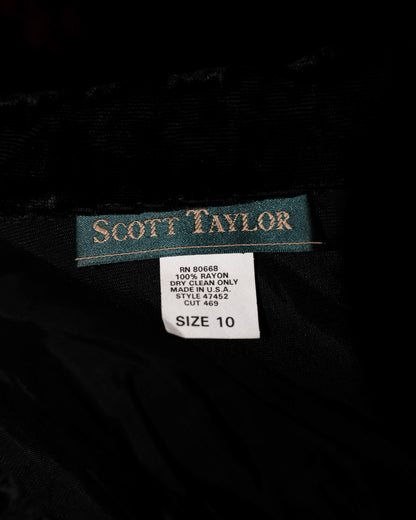 SCOTT TAYLOR
RN 80668
100% RAYON
DRY CLEAN ONLY
MADE IN U.S.A.
STYLE 47452
CUT 469
SIZE 10